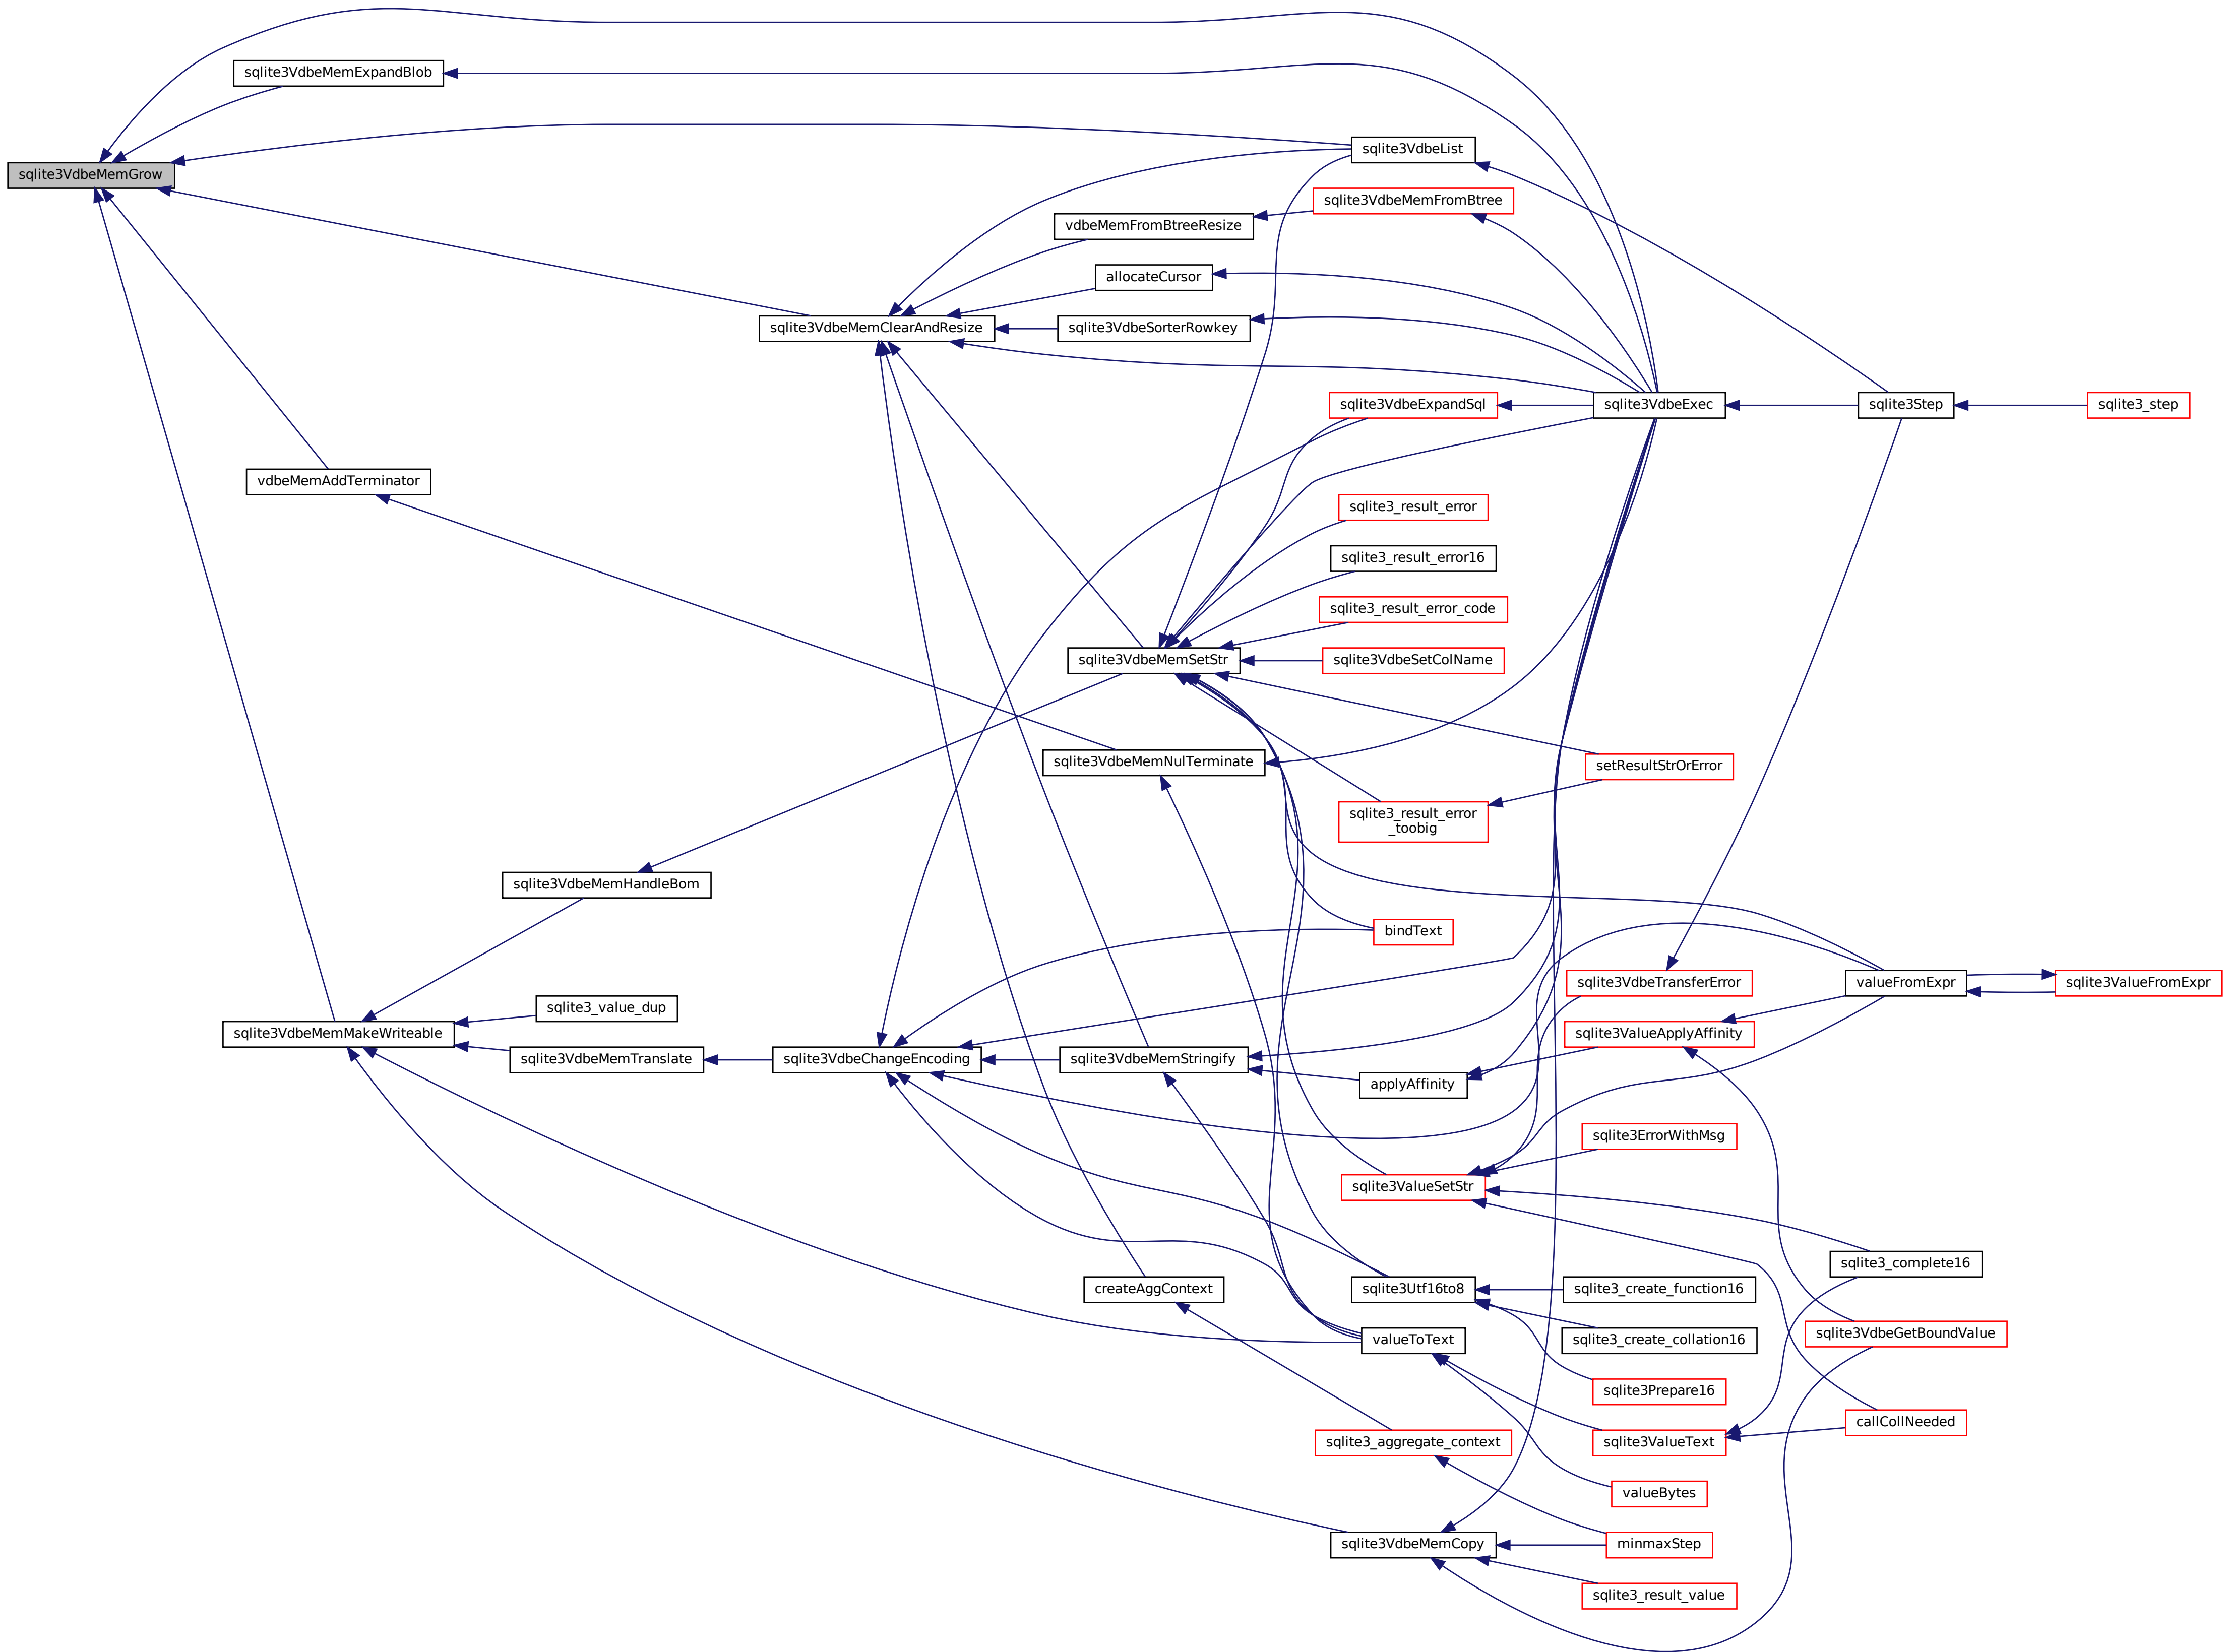 sqlite3VdbeMemExpandBlob
sqlite3VdbeList
sqlite3VdbeMemGrow
sqlite3VdbeMemFromBtree
vdbeMemFromBtreeResize
allocateCursor
sqlite3VdbeMemClearAndResize
sqlite3VdbeSorterRowkey
sqlite3VdbeExpandSql
sqlite3VdbeExec
sqlite3Step
sqlite3_step
vdbeMemAddTerminator
sqlite3_result_error
sqlite3_result_error16
sqlite3_result_error_code
sqlite3VdbeMemSetStr
sqlite3VdbeSetColName
sqlite3VdbeMemNulTerminate
setResultStrOrError
sqlite3_result_error
_toobig
sqlite3VdbeMemHandleBom
bindText
sqlite3VdbeTransferError
valueFromExpr
sqlite3ValueFromExpr
sqlite3_value_dup
sqlite3VdbeMemMakeWriteable
sqlite3ValueApplyAffinity
sqlite3VdbeMemTranslate
sqlite3VdbeChangeEncoding
sqlite3VdbeMemStringify
applyAffinity
sqlite3ErrorWithMsg
sqlite3ValueSetStr
sqlite3_complete16
createAggContext
sqlite3Utf16to8
sqlite3_create_function16
sqlite3VdbeGetBoundValue
valueToText
sqlite3_create_collation16
sqlite3Prepare16
callCollNeeded
sqlite3_aggregate_context
sqlite3ValueText
valueBytes
sqlite3VdbeMemCopy
minmaxStep
sqlite3_result_value